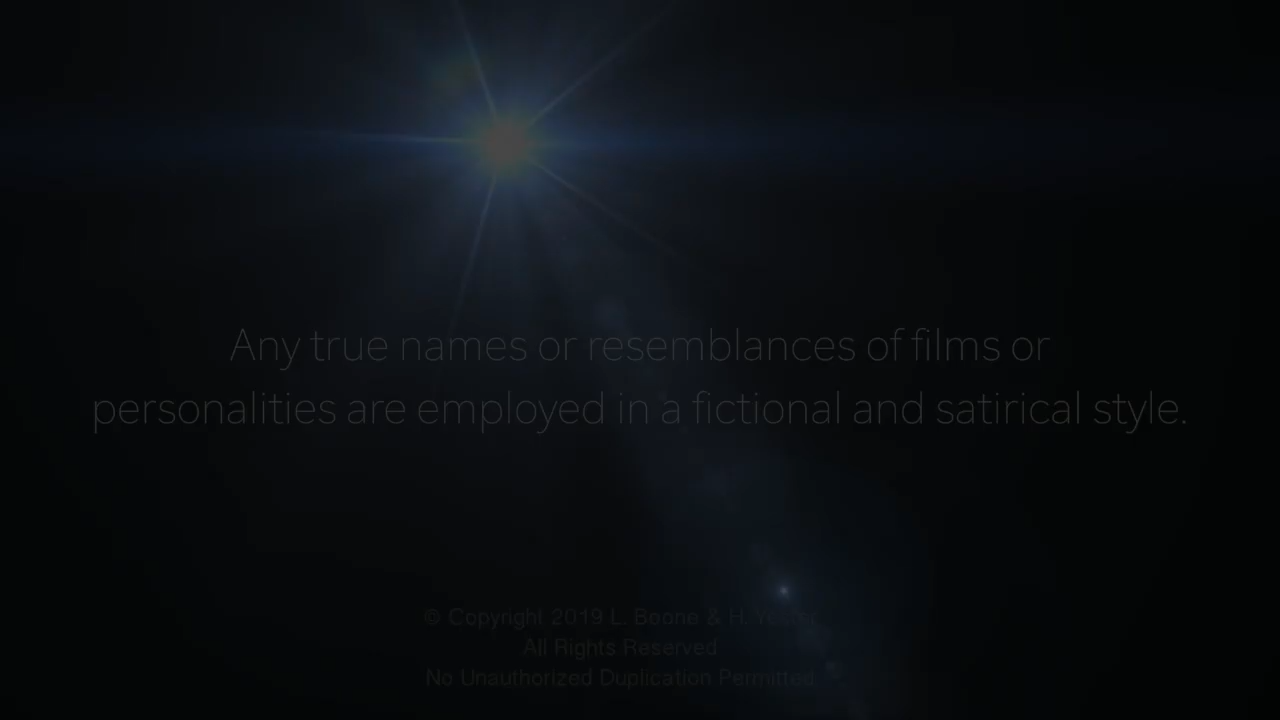 Any true names or resemblances of films or
personalities are employed in a fictional and satirical style.
© Copyright 2019 L. Boone & H.
All Rights Reserved
No Unauthorized Duplication Permitted